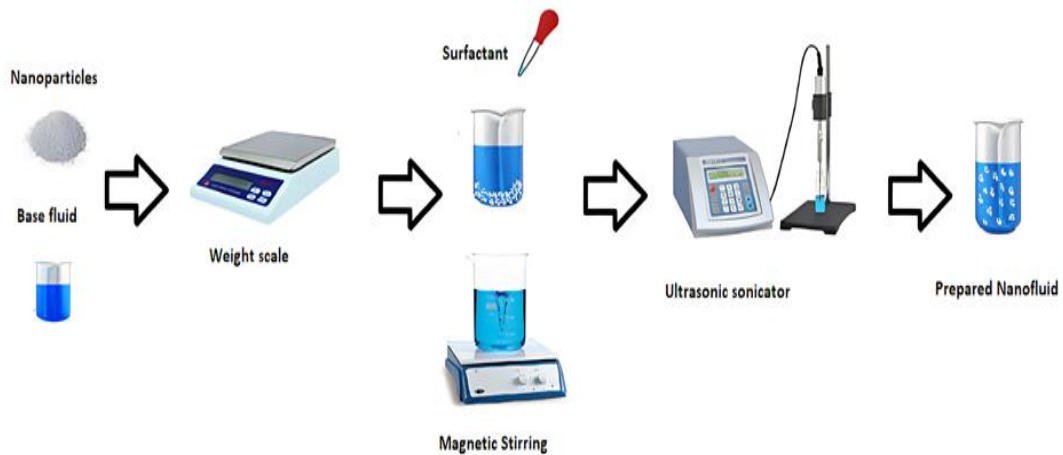 Nanoparticles
Base fluid
Weight scale
Surfactant
Magnetic Stirring
Ultrasonic sonicator
Prepared Nanofluid